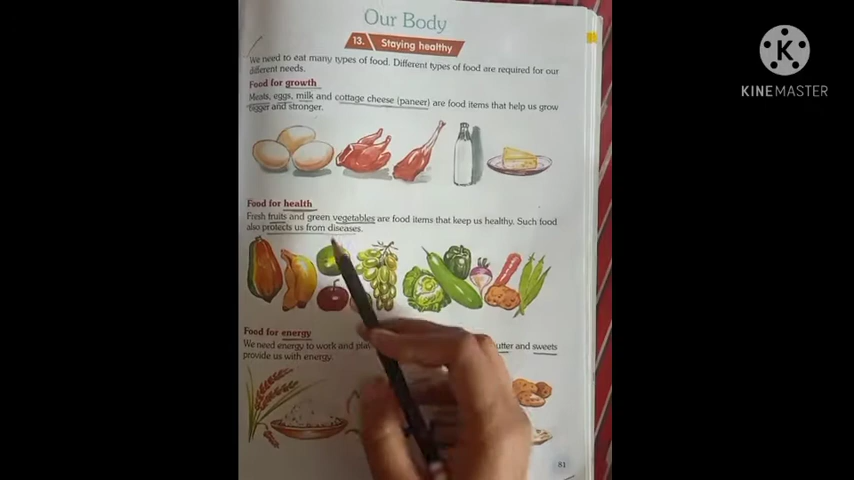 Our Body
13. Staying healthy
We need to eat many types of food. Different types of food are required for our
different needs.
Food for growth
Meats, eggs, milk and cottage cheese (paneer) are food items that help us grow
bigger and stronger.
Food for health
Fresh fruits and green vegetables are food items that keep us healthy. Such food
also protects us from diseases.
Food for energy
We need energy to work and and sweets
provide us with energy.
81
K
KINEMASTER